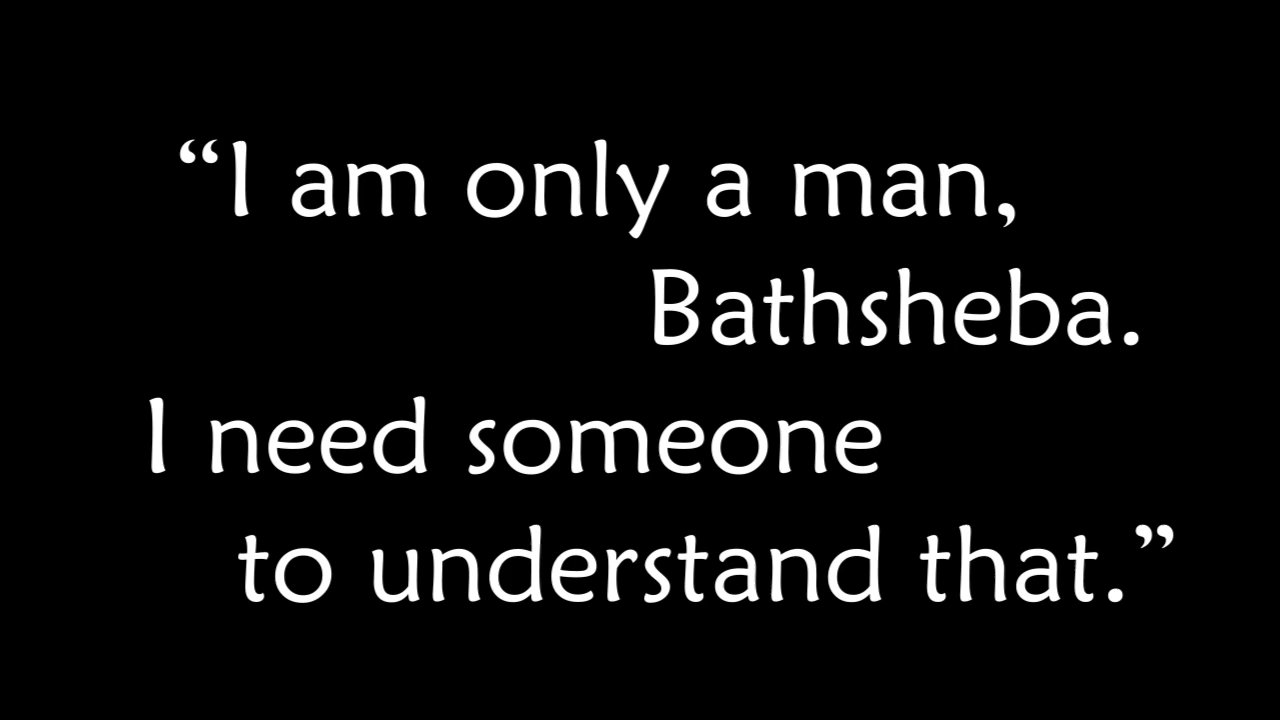 “I am only a man,
Bathsheba.
I need someone
to understand that.”